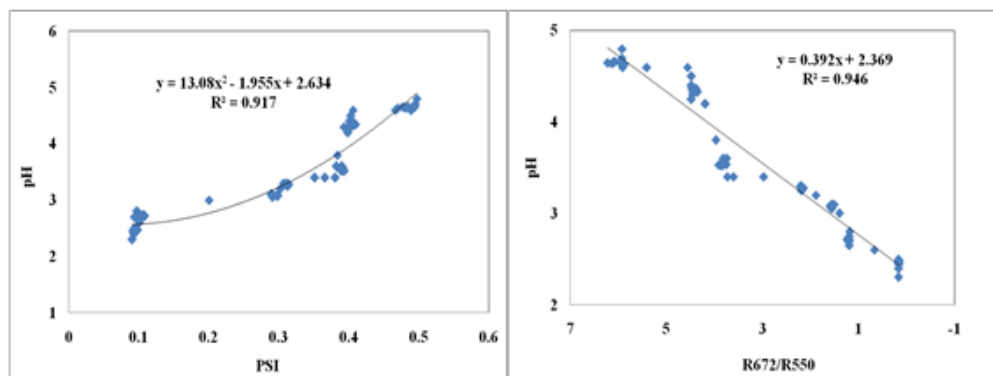 6
5
4
3
2
1
pH
y = 13.08x² - 1.955x + 2.634
R² = 0.917
0 0.1 0.2 0.3 0.4 0.5 0.6
PSI
5
4
3
2
pH
y = 0.392x + 2.369
R² = 0.946
7 5 3 1 -1
R672/R550